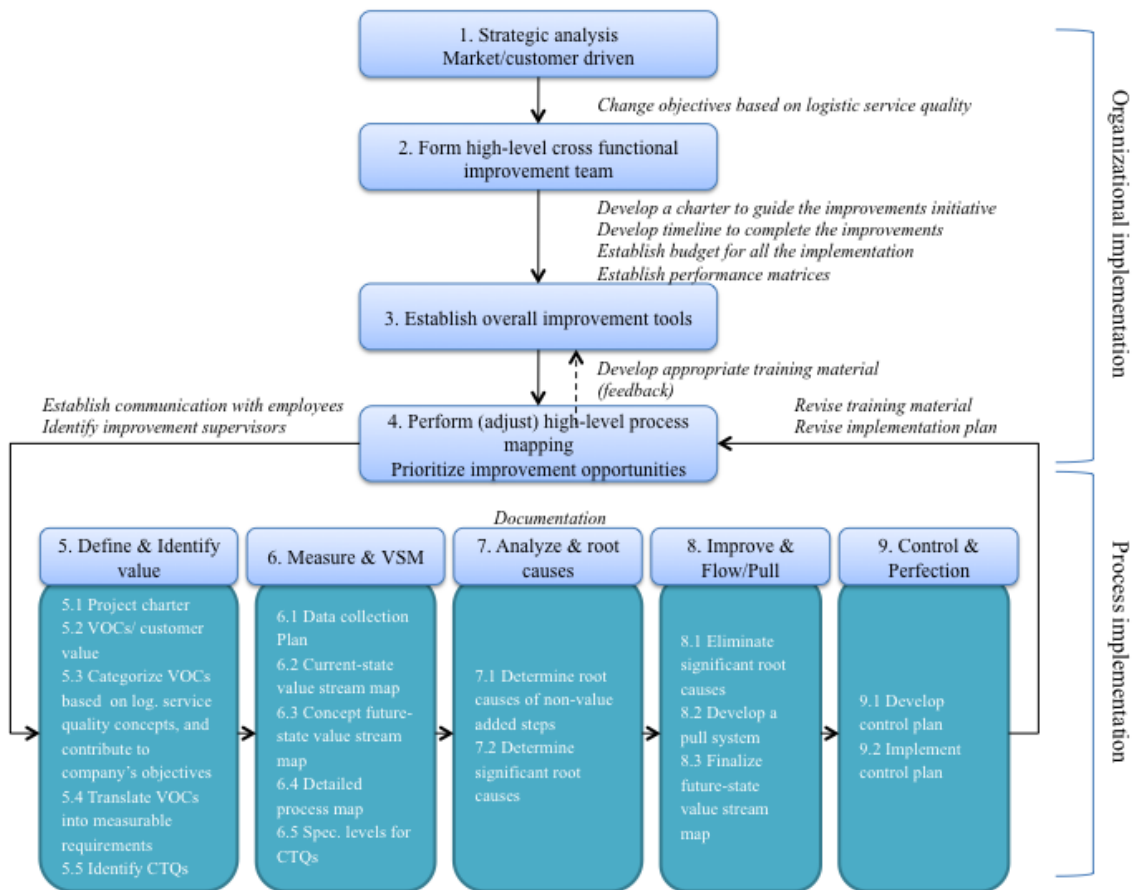 1. Strategic analysis
Market/customer driven
Change objectives based on logistic service quality
2. Form high-level cross functional
improvement team
Develop a charter to guide the improvements initiative
Develop timeline to complete the improvements
Establish budget for all the implementation
Establish performance matrices
3. Establish overall improvement tools
Develop appropriate training material
(feedback)
Establish communication with employees
Identify improvement supervisors
4. Perform (adjust) high-level process
mapping
Prioritize improvement opportunities
Revise training material
Revise implementation plan
Organizational implementation
Documentation
5. Define & Identify
value
5.1 Project charter
5.2 VOCs/ customer
value
5.3 Categorize VOCs
based on log. service
quality concepts, and
contribute to
company's objectives
5.4 Translate VOCs
into measurable
requirements
5.5 Identify CTQs
6. Measure & VSM
6.1 Data collection
Plan
6.2 Current-state
value stream map
6.3 Concept future-
state value stream
map
6.4 Detailed
process map
6.5 Spec. levels for
CTQs
7. Analyze & root
causes
7.1 Determine root
causes of non-value
added steps
7.2 Determine
significant root
causes
8. Improve &
Flow/Pull
8.1 Eliminate
significant root
causes
8.2 Develop a
pull system
8.3 Finalize
future-state
value stream
map
9. Control &
Perfection
9.1 Develop
control plan
9.2 Implement
control plan
Process implementation